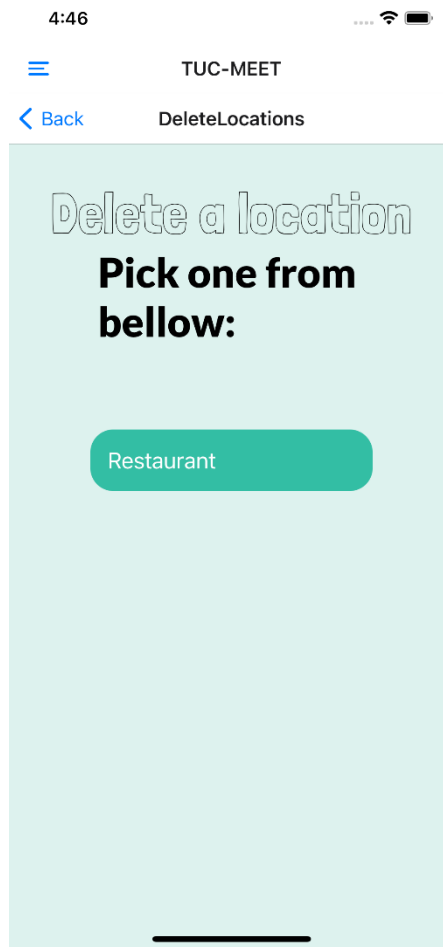 4:46
TUC-MEET
Back
DeleteLocations
Delete a location
Pick one from
bellow:
Restaurant